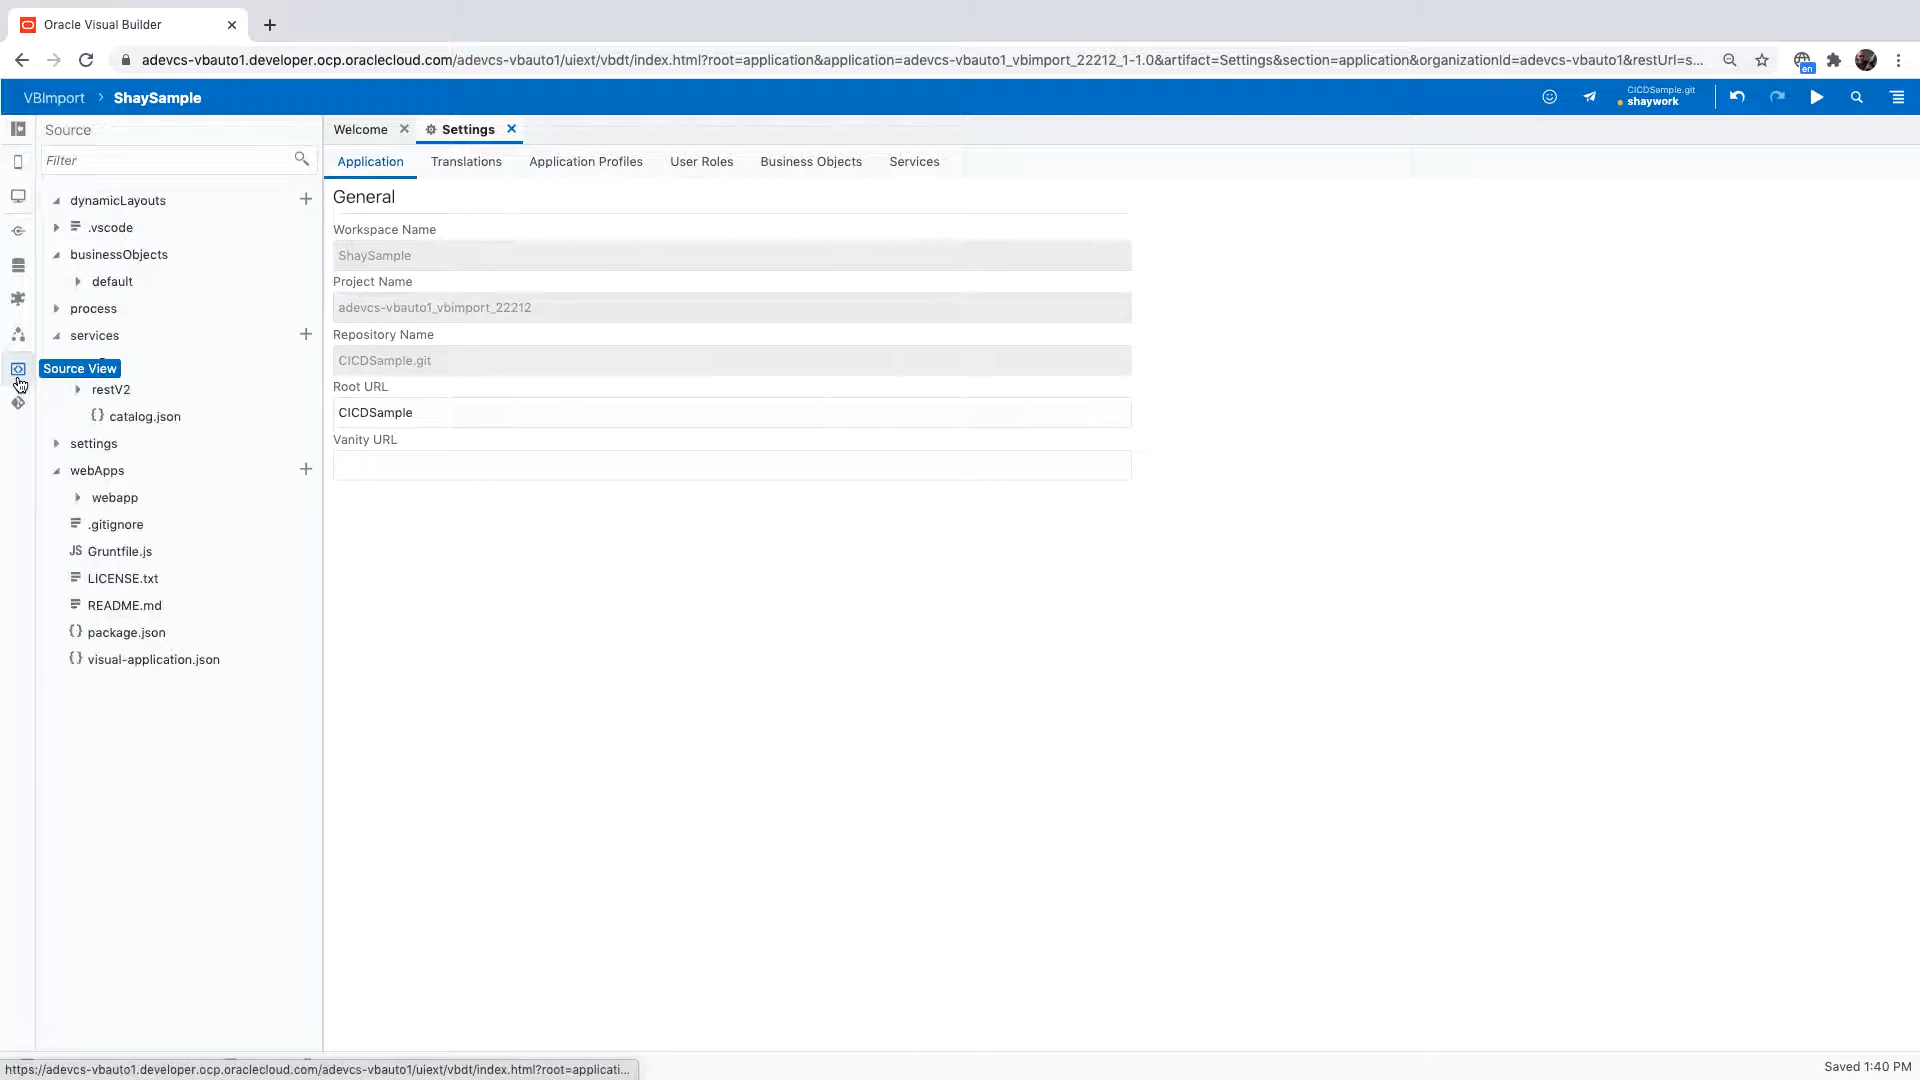 Oracle Visual Builder
adevcs-vbauto1.developer.ocp.oraclecloud.com/adevcs-vbauto1/uiext/vbdt/index.html?root=application&application=adevcs-vbauto1_vbimport_22212_1-1.0&artifact=Settings&section=application&organizationId=adevcs-vbauto1&restUrl=s...
en
VBImport > ShaySample
CICDSample.git
shaywork
Source
Filter
dynamicLayouts
.vscode
businessObjects
default
process
services
Source View
restV2
catalog.json
settings
webApps
webapp
.gitignore
JS Gruntfile.js
LICENSE.txt
README.md
{} package.json
{} visual-application.json
Welcome
Settings
Application Translations Application Profiles User Roles Business Objects Services
General
Workspace Name
ShaySample
Project Name
adevcs-vbauto1_vbimport_22212
Repository Name
CICDSample.git
Root URL
CICDSample
Vanity URL
https://adevcs-vbauto1.developer.ocp.oraclecloud.com/adevcs-vbauto1/uiext/vbdt/index.html?root=applicati...
Saved 1:40 PM